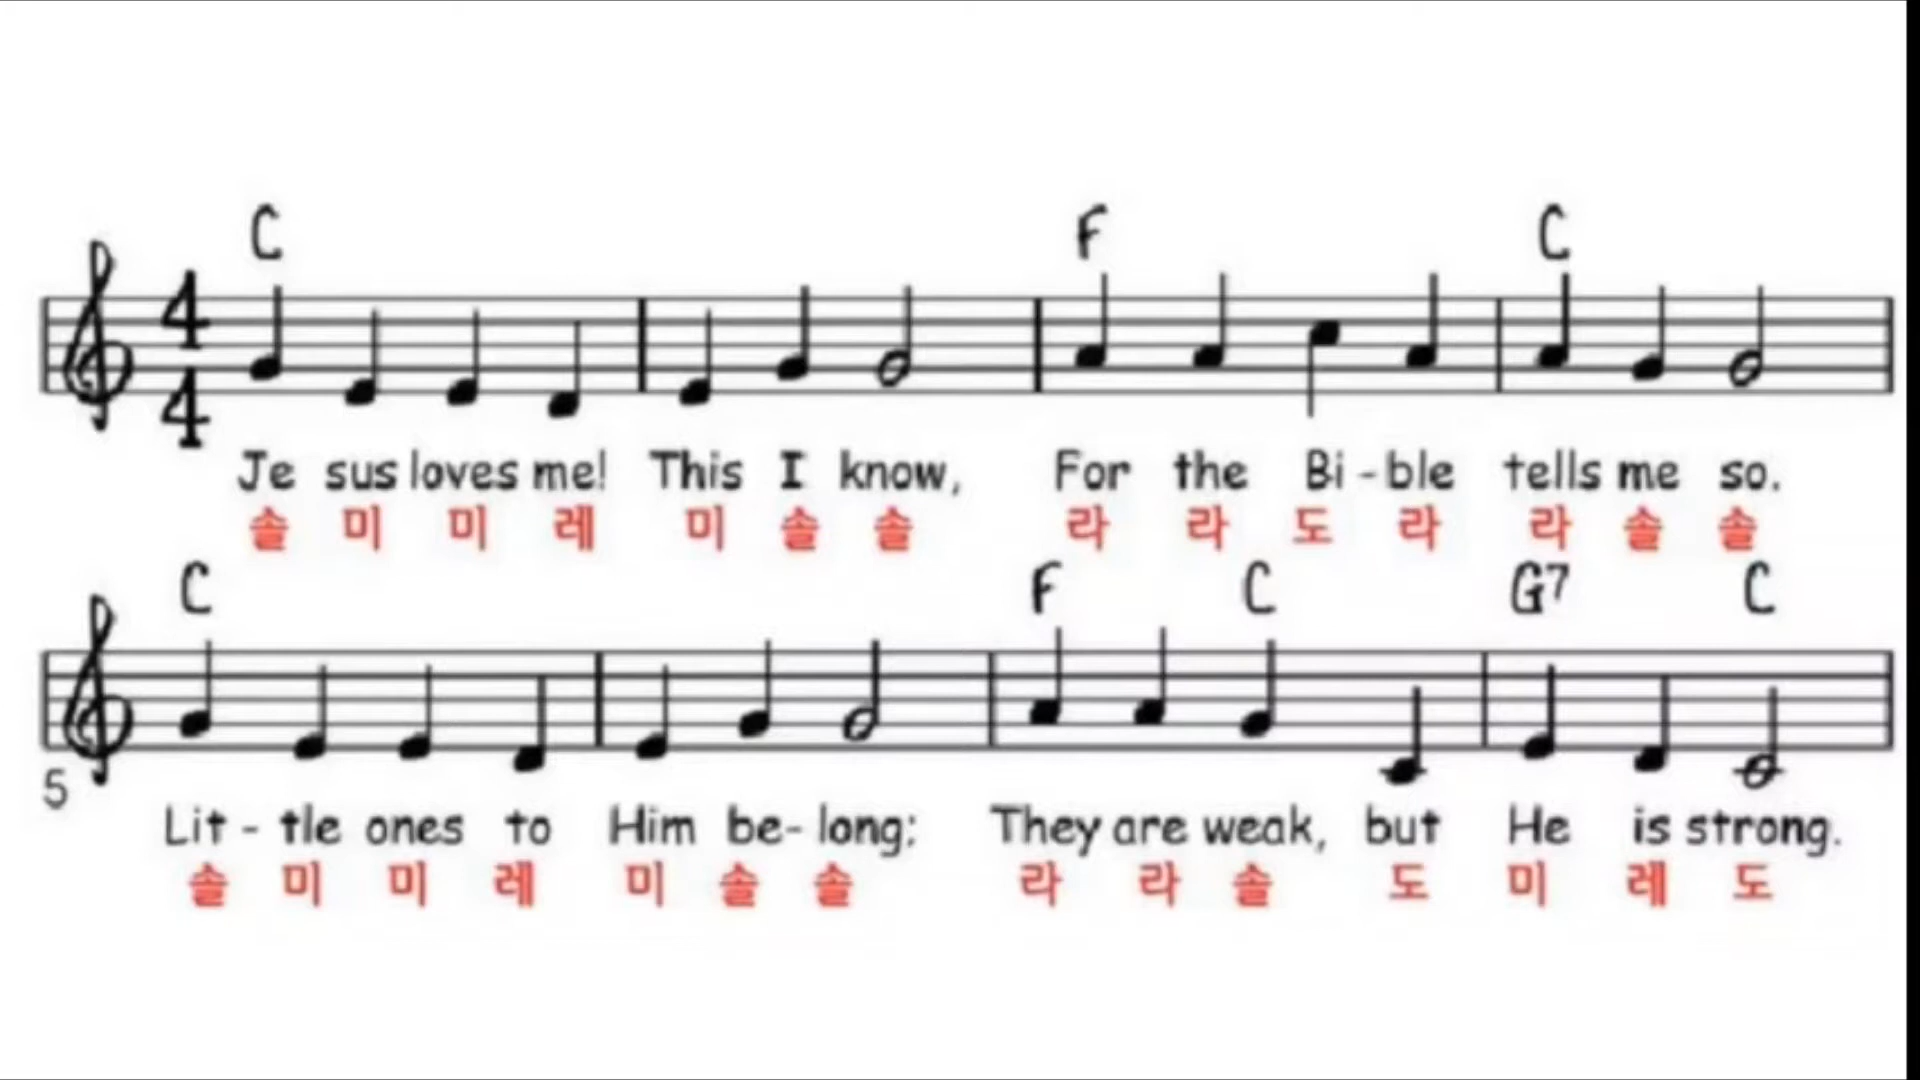 C F C
4
4
Je sus loves me! This I know, For the Bi - ble tells me so.
솔 미 미 레 미 솔 솔 라 라 도 라 라 솔 솔
C F C G7 C
5
Lit - tle ones to Him be- long; They are weak, but He is strong.
솔 미 미 레 미 솔 솔 라 라 솔 도 미 레 도